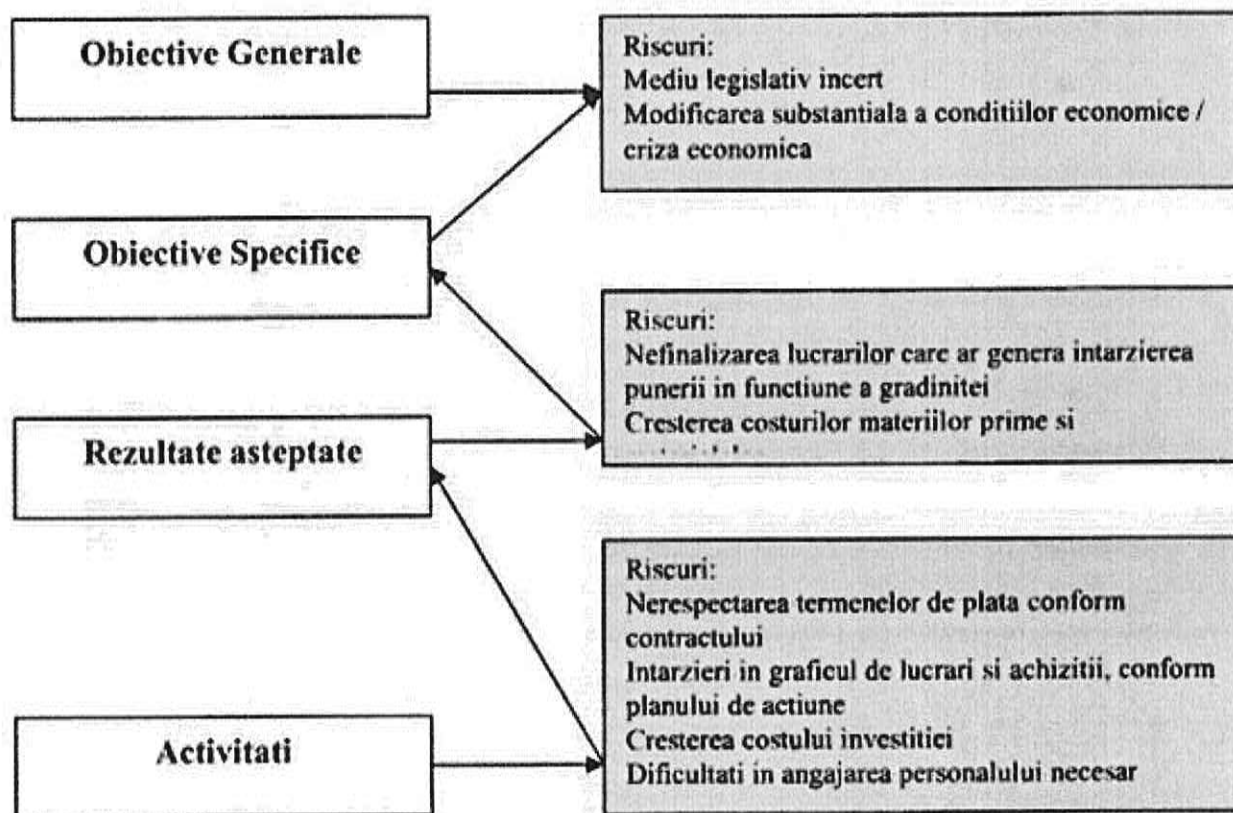 Obiective Generale
Riscuri:
Mediu legislativ incert
Modificarea substantiala a conditiilor economice /
criza economica
Obiective Specifice
Riscuri:
Nefinalizarea lucrarilor care ar genera intarzierea
punerii in functiune a gradinitei
Cresterea costurilor materiilor prime si
Rezultate asteptate
Riscuri:
Nerespectarea termenelor de plata conform
contractului
Intarzieri in graficul de lucrari si achizitii, conform
planului de actiune
Cresterea costului investitiei
Dificultati in angajarea personalului necesar
Activitati